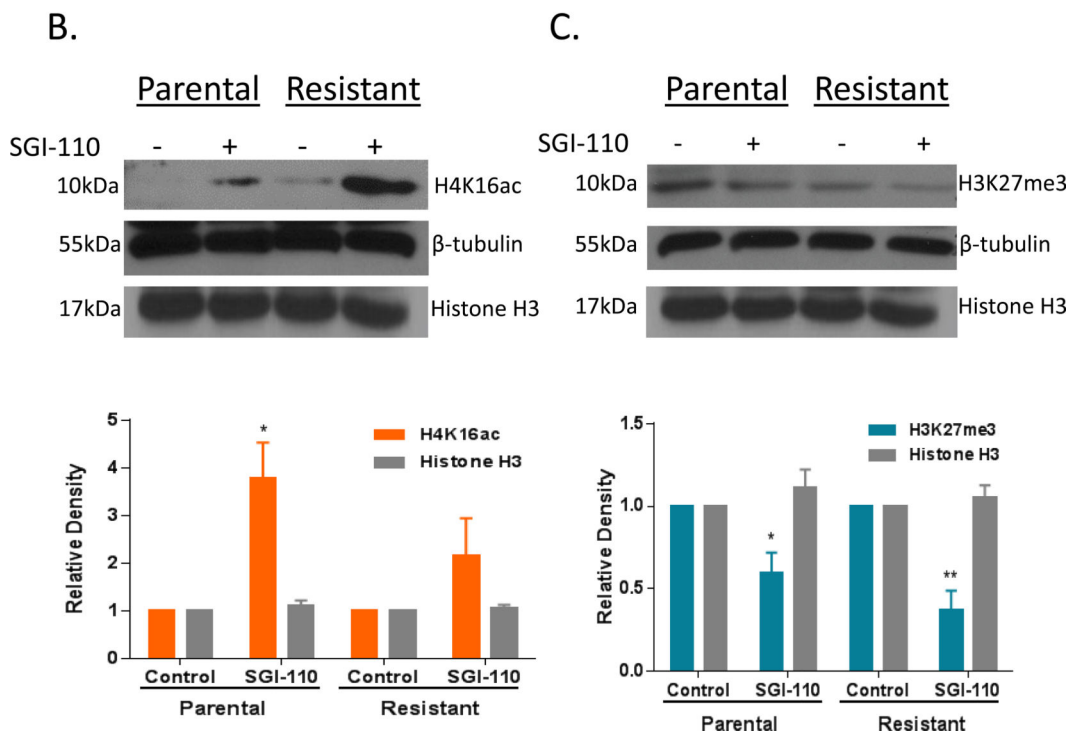 B.
Parental Resistant
SGI-110 - + - +
10kDa H4K16ac
55kDa β-tubulin
17kDa Histone H3
5
4
3
2
1
0
Relative Density
*
H4K16ac
Histone H3
Control SGI-110 Control SGI-110
Parental Resistant
C.
Parental Resistant
SGI-110 - + - +
10kDa H3K27me3
55kDa β-tubulin
17kDa Histone H3
1.5
1.0
0.5
0.0
Relative Density
H3K27me3
Histone H3
*
**
Control SGI-110 Control SGI-110
Parental Resistant